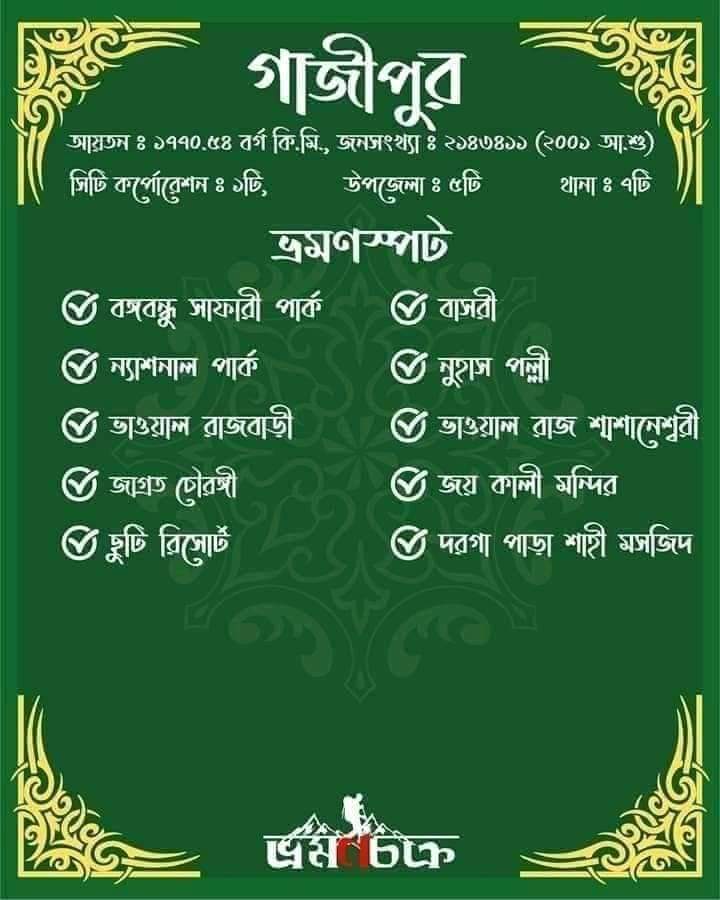 গাজীপুর
আয়তন ঃ ১৭৭০.৫৪ বর্গ কি.মি., জনসংখ্যা ঃ ২১৪৩৪১১ (২০০১ আ.শু)
সিটি কর্পোরেশন ঃ ১টি, উপজেলা ঃ ৫টি থানা ঃ ৭টি
ভ্রমণস্পট
বঙ্গবন্ধু সাফারী পার্ক
ন্যাশনাল পার্ক
ভাওয়াল রাজবাড়ী
জাগ্রত চৌরঙ্গী
ছুটি রিসোর্ট
বাসরী
নুহাস পল্লী
ভাওয়াল রাজ শ্মশানেশ্বরী
জয় কালী মন্দির
দরগা পাড়া শাহী মসজিদ
ভ্রমণচক্র